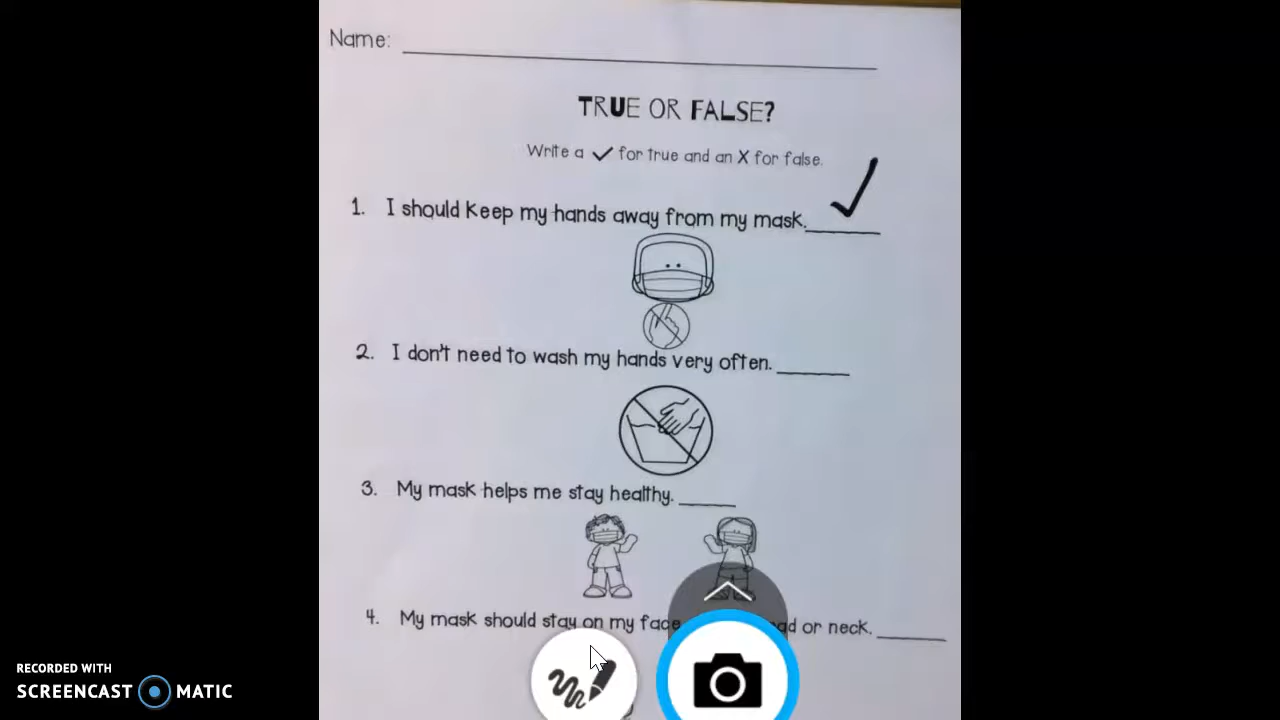 Name:
TRUE OR FALSE?
Write a ✓ for true and an X for false.
1. I should keep my hands away from my mask. ✓
2. I don't need to wash my hands very often.
3. My mask helps me stay healthy.
4. My mask should stay on my face or neck.
RECORDED WITH
SCREENCAST MATIC